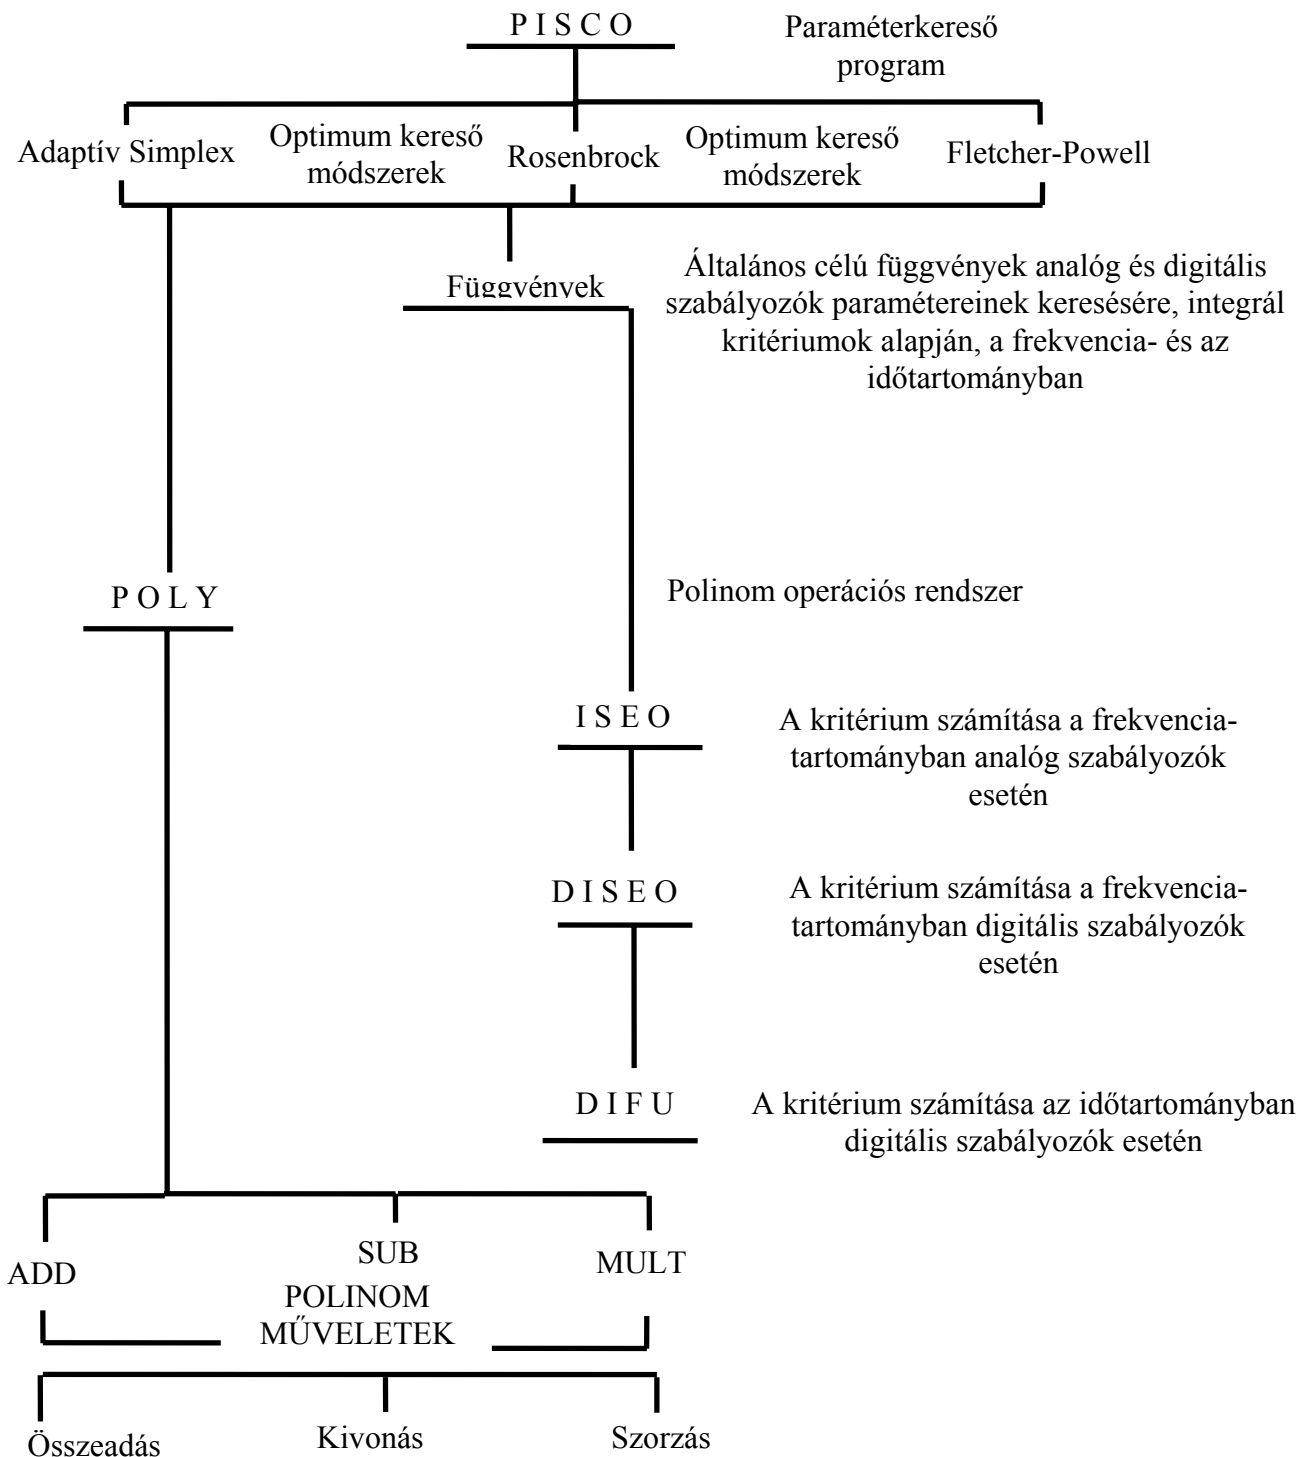 P I S C O
Paraméterkereső
program
Adaptív Simplex
Optimum kereső
módszerek
Rosenbrock
Optimum kereső
módszerek
Fletcher-Powell
Függvények
Általános célú függvények analóg és digitális
szabályozók paramétereinek keresésére, integrál
kritériumok alapján, a frekvencia- és az
időtartományban
P O L Y
Polinom operációs rendszer
I S E O
A kritérium számítása a frekvencia-
tartományban analóg szabályozók
esetén
D I S E O
A kritérium számítása a frekvencia-
tartományban digitális szabályozók
esetén
D I F U
A kritérium számítása az időtartományban
digitális szabályozók esetén
ADD
SUB
MULT
POLINOM
MŰVELETEK
Összeadás
Kivonás
Szorzás